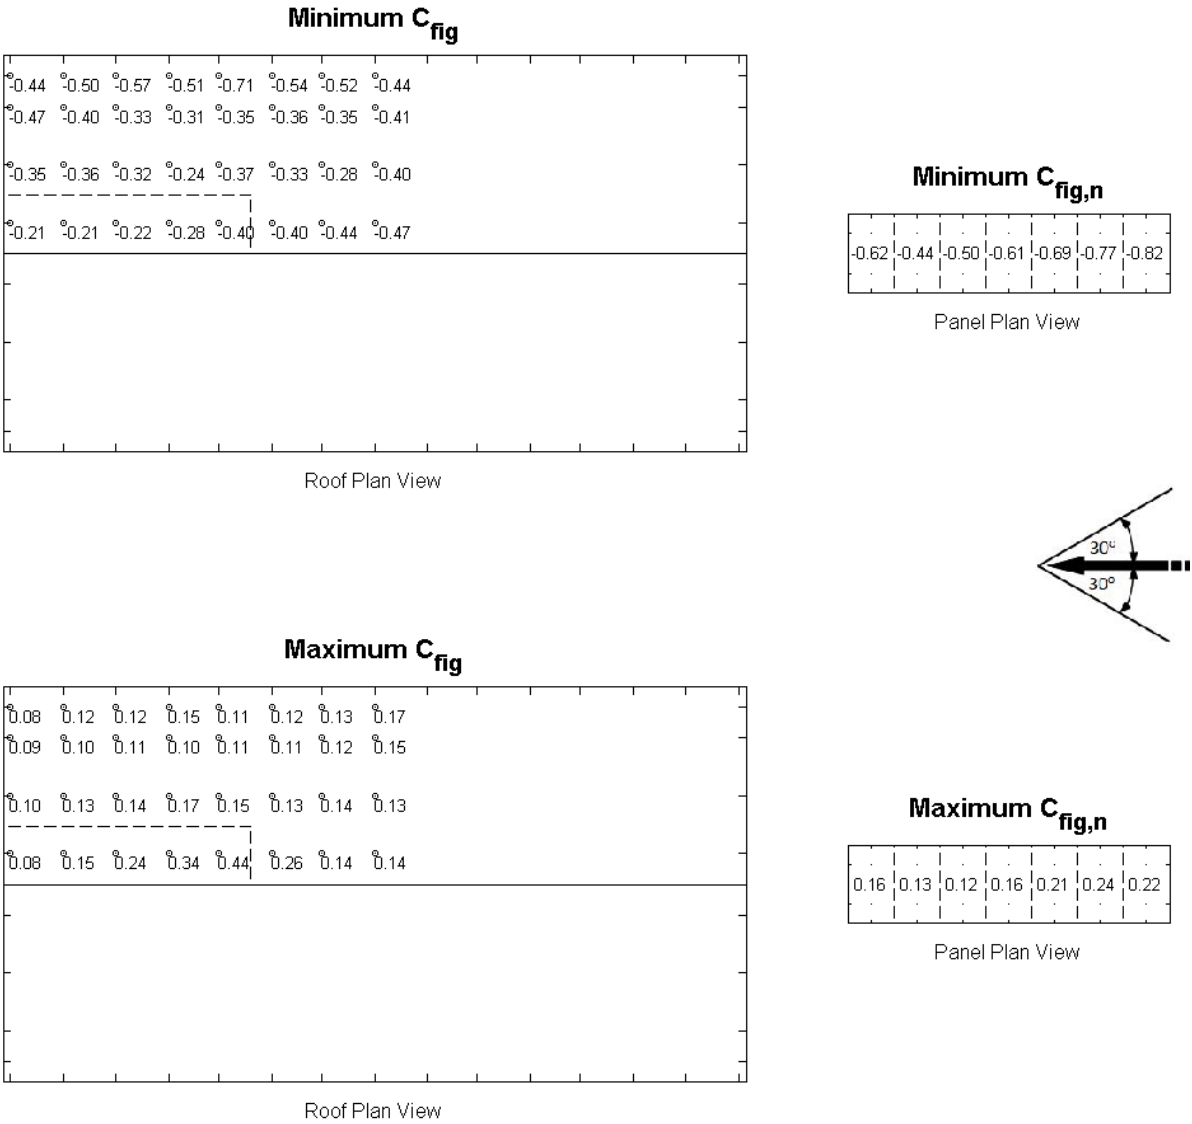 Minimum Cfig
-0.44 -0.50 -0.57 -0.51 -0.71 -0.54 -0.52 -0.44
-0.47 -0.40 -0.33 -0.31 -0.35 -0.36 -0.35 -0.41
-0.35 -0.36 -0.32 -0.24 -0.37 -0.33 -0.28 -0.40
-0.21 -0.21 -0.22 -0.28 -0.40 -0.40 -0.44 -0.47
Roof Plan View
Minimum Cfig,n
-0.62 -0.44 -0.50 -0.61 -0.69 -0.77 -0.82
Panel Plan View
30º
30º
Maximum Cfig
0.08 0.12 0.12 0.15 0.11 0.12 0.13 0.17
0.09 0.10 0.11 0.10 0.11 0.11 0.12 0.15
0.10 0.13 0.14 0.17 0.15 0.13 0.14 0.13
0.08 0.15 0.24 0.34 0.44 0.26 0.14 0.14
Roof Plan View
Maximum Cfig,n
0.16 0.13 0.12 0.16 0.21 0.24 0.22
Panel Plan View